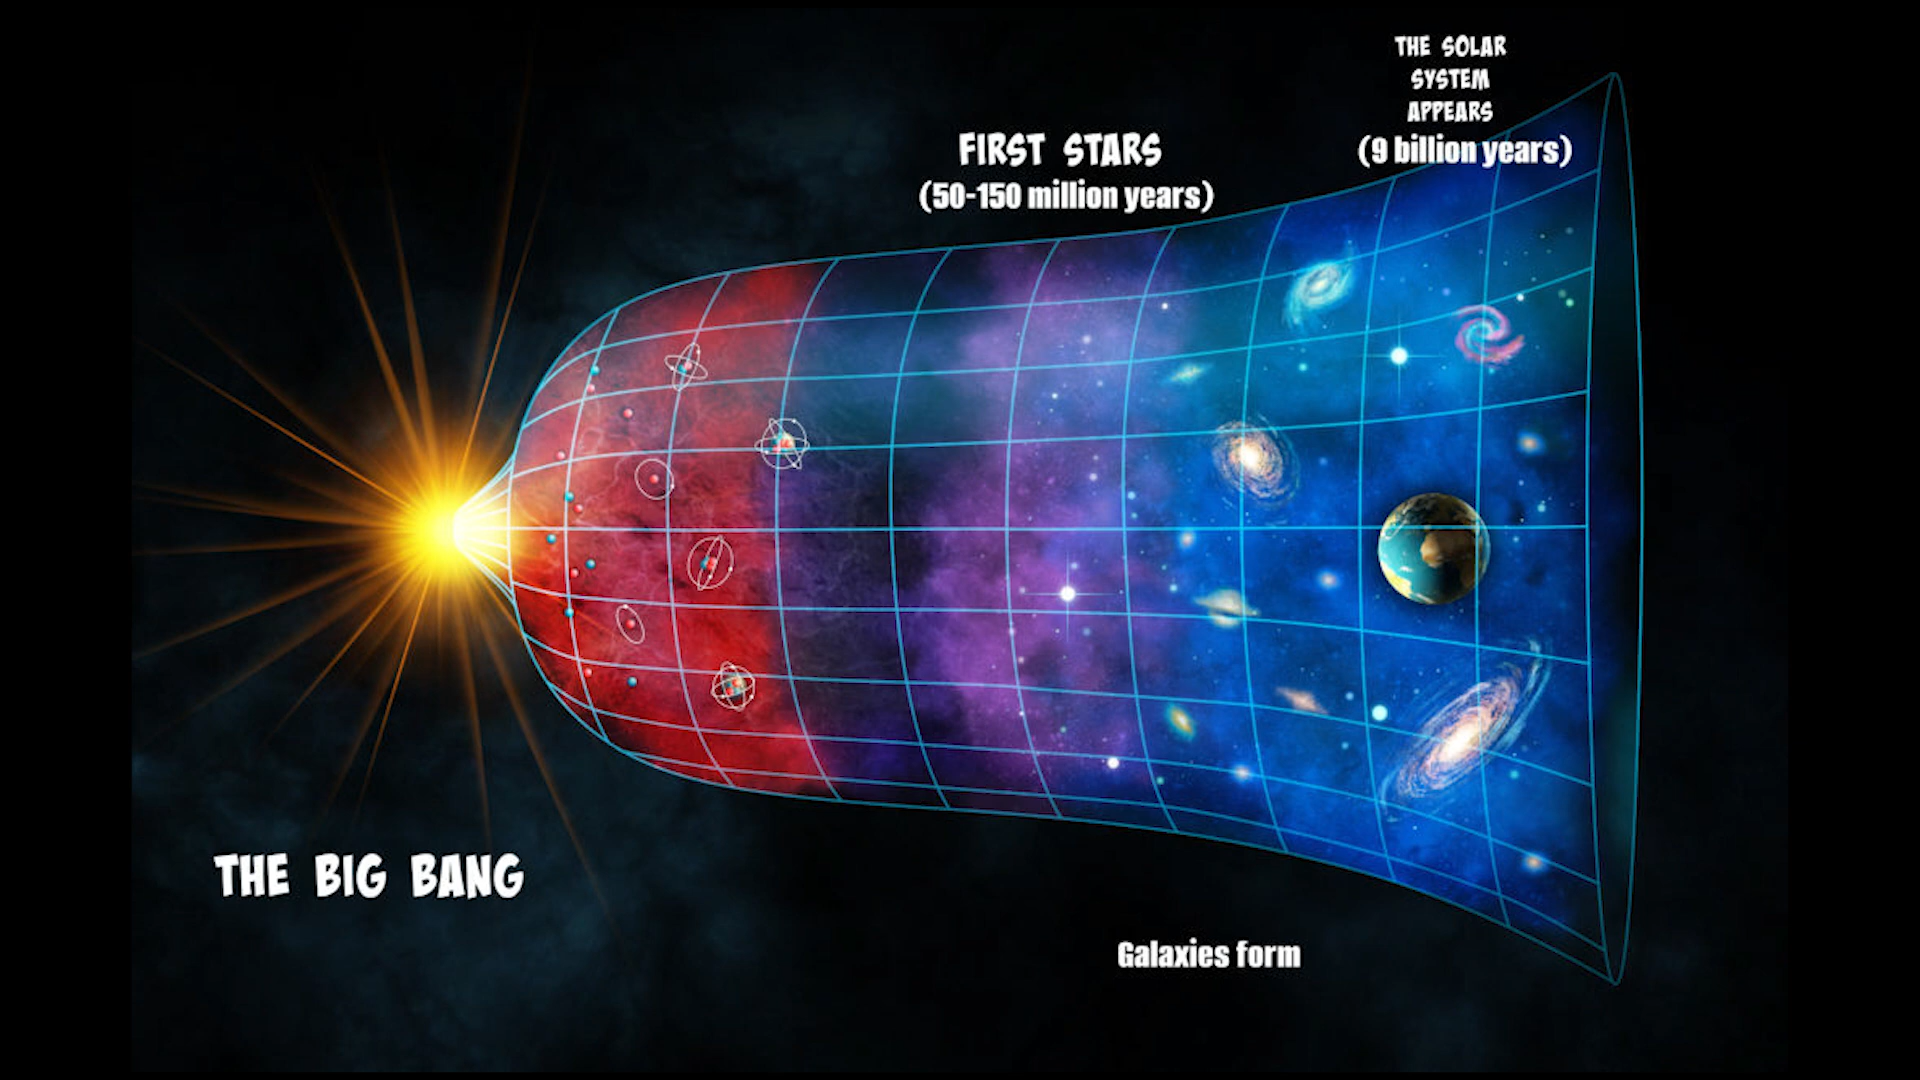 THE SOLAR
SYSTEM
APPEARS
(9 billion years)
FIRST STARS
(50-150 million years)
THE BIG BANG
Galaxies form